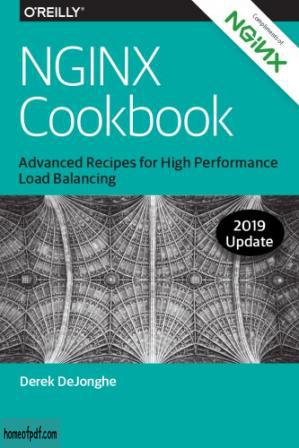 O'REILLY®
Compliments of
NGINX
NGINX
Cookbook
Advanced Recipes for High Performance
Load Balancing
2019
Update
Derek DeJonghe
homeofpdf.com